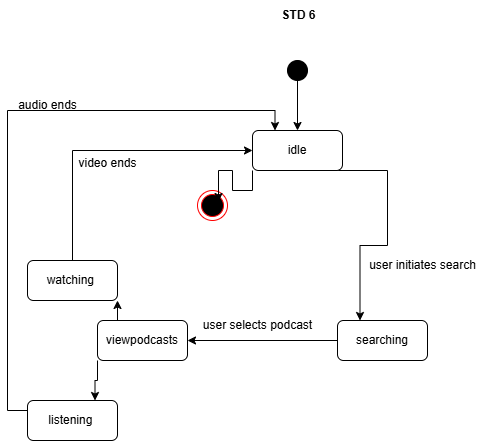 STD 6
audio ends
idle
video ends
user initiates search
watching
user selects podcast
viewpodcasts
searching
listening